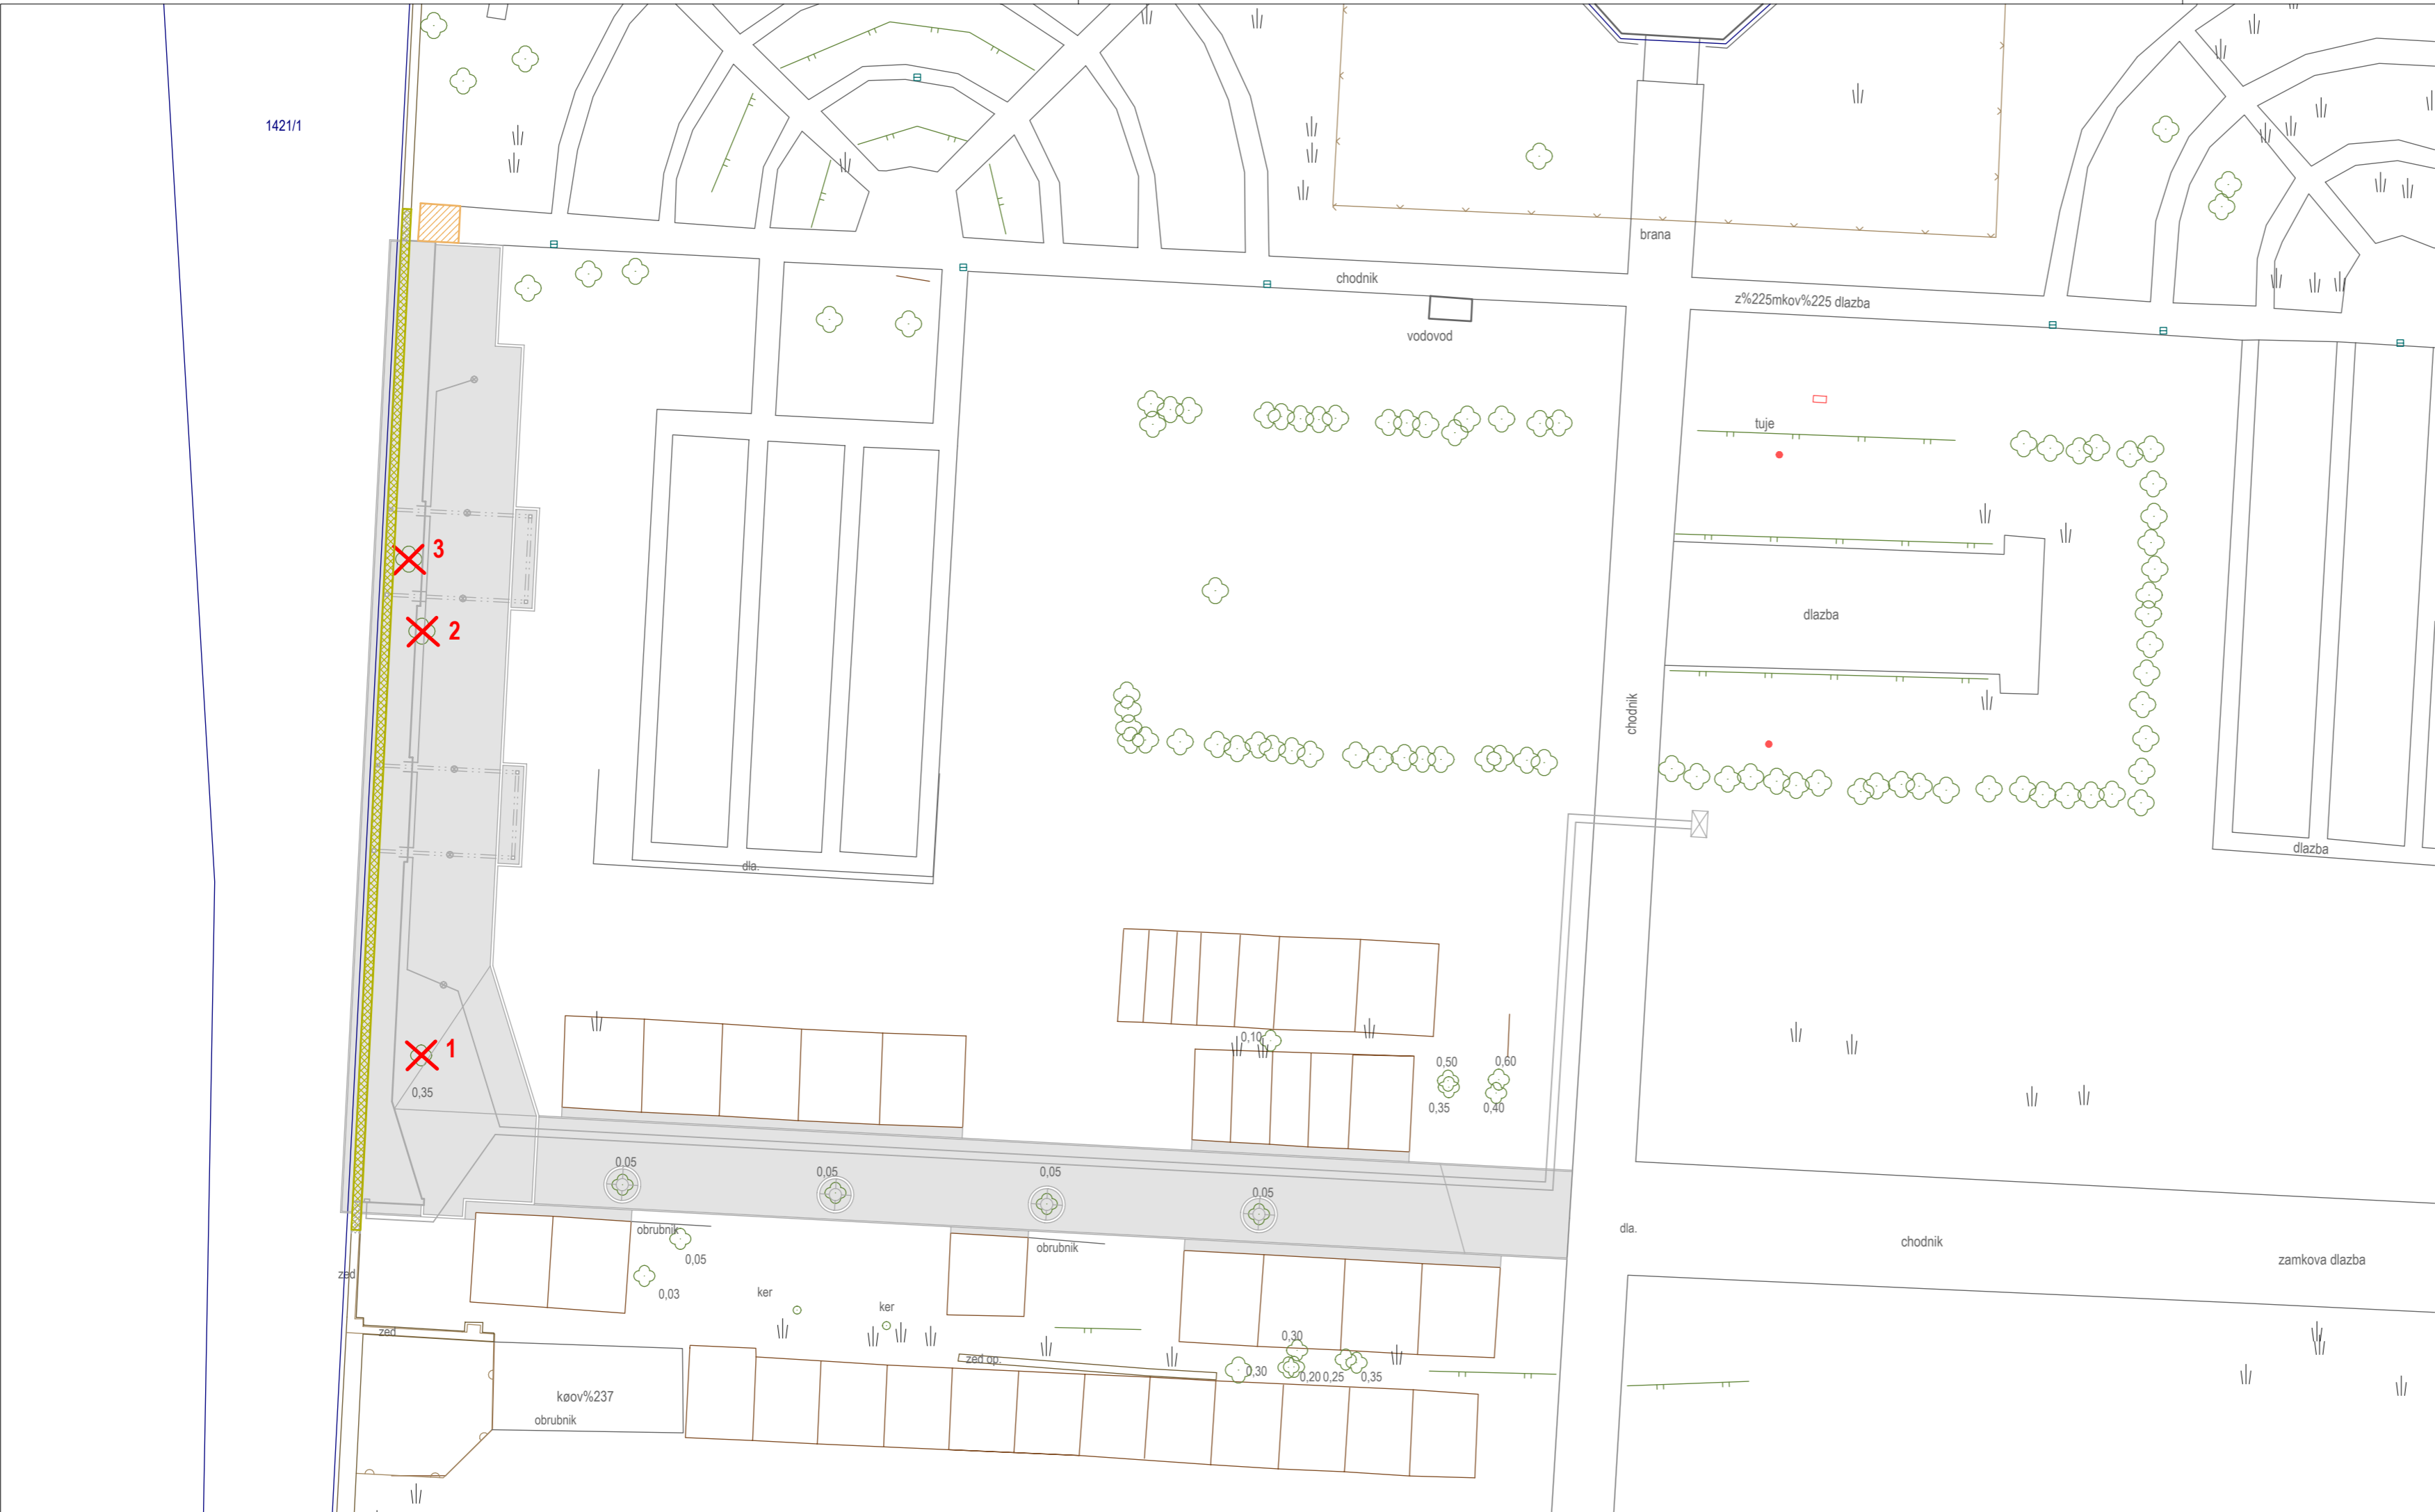 1421/1
brana
chodnik
z%225mkov%225 dlazba
vodovod
tuje
3
dlazba
2
chodnik
dlazba
dla.
0,10
1
0,50
0,60
0,35
0,35
0,40
0,05
0,05
0,05
0,05
obrubnik
dla.
chodnik
obrubnik
0,05
zamkova dlazba
zed
0,03
ker
ker
zed
0,30
zed op.
0,30
0,20
0,25
0,35
køov%237
obrubnik